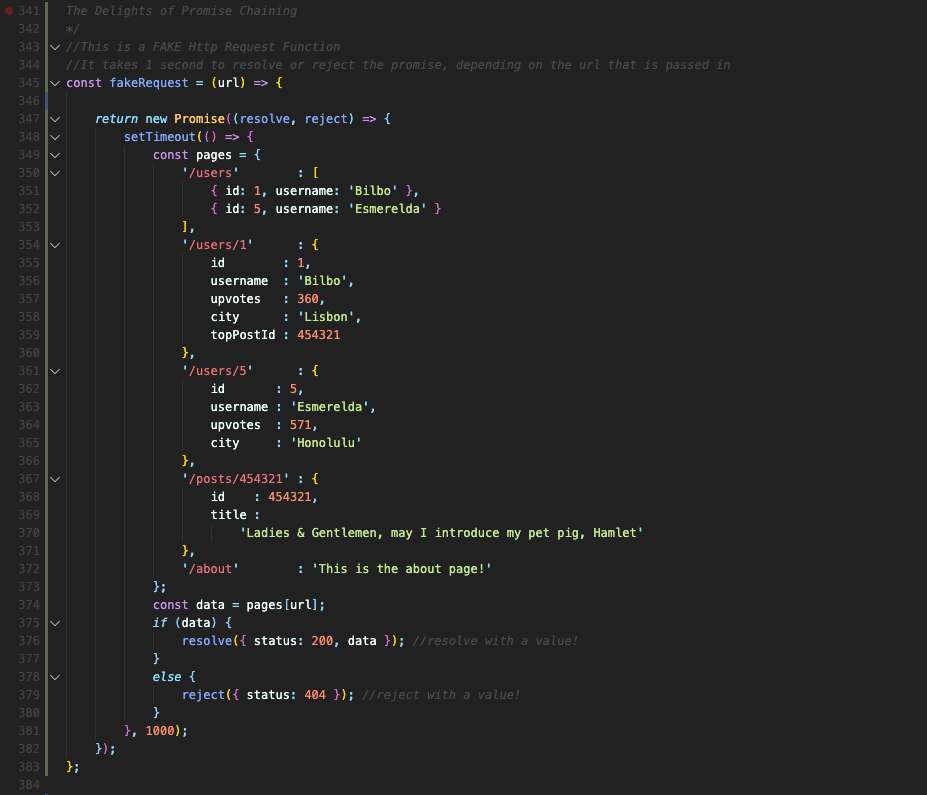 341 The Delights of Promise Chaining
342 */
343 //This is a FAKE Http Request Function
344 //It takes 1 second to resolve or reject the promise, depending on the url that is passed in
345 const fakeRequest = (url) => {
346
347     return new Promise((resolve, reject) => {
348         setTimeout(() => {
349             const pages = {
350                 '/users'        : [
351                     { id: 1, username: 'Bilbo' },
352                     { id: 5, username: 'Esmerelda' }
353                 ],
354                 '/users/1'      : {
355                     id        : 1,
356                     username  : 'Bilbo',
357                     upvotes   : 360,
358                     city      : 'Lisbon',
359                     topPostId : 454321
360                 },
361                 '/users/5'      : {
362                     id       : 5,
363                     username : 'Esmerelda',
364                     upvotes  : 571,
365                     city     : 'Honolulu'
366                 },
367                 '/posts/454321' : {
368                     id    : 454321,
369                     title :
370                         'Ladies & Gentlemen, may I introduce my pet pig, Hamlet'
371                 },
372                 '/about'        : 'This is the about page!'
373             };
374             const data = pages[url];
375             if (data) {
376                 resolve({ status: 200, data }); //resolve with a value!
377             }
378             else {
379                 reject({ status: 404 }); //reject with a value!
380             }
381         }, 1000);
382     });
383 };
384